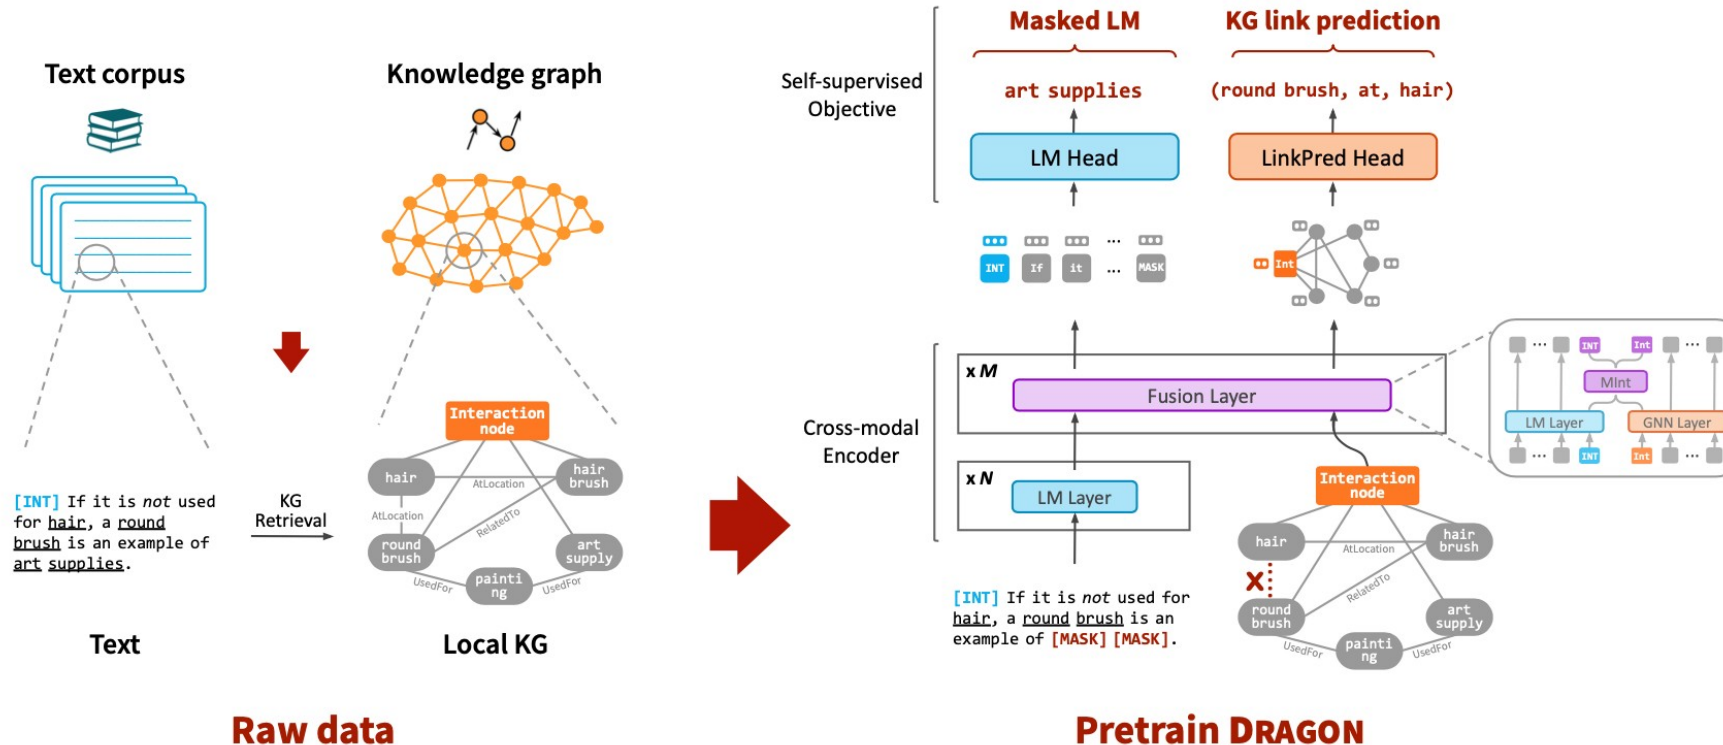 Text corpus
Knowledge graph
[INT] If it is not used
for hair, a round
brush is an example of
art supplies.
KG
Retrieval
Interaction
node
hair
hair
brush
AtLocation
AtLocation
RelatedTo
round
brush
art
supply
UsedFor
painti
ng
UsedFor
Text
Local KG
Raw data
Masked LM
KG link prediction
Self-supervised
Objective
art supplies
(round brush, at, hair)
LM Head
LinkPred Head
INT
If
it
...
MASK
...
Int
Cross-modal
Encoder
x M
Fusion Layer
x N
LM Layer
[INT] If it is not used for
hair, a round brush is an
example of [MASK] [MASK].
Interaction
node
hair
hair
brush
AtLocation
X
RelatedTo
round
brush
art
supply
UsedFor
painti
ng
UsedFor
...
INT
Int
...
MInt
LM Layer
GNN Layer
...
INT
Int
...
Pretrain DRAGON